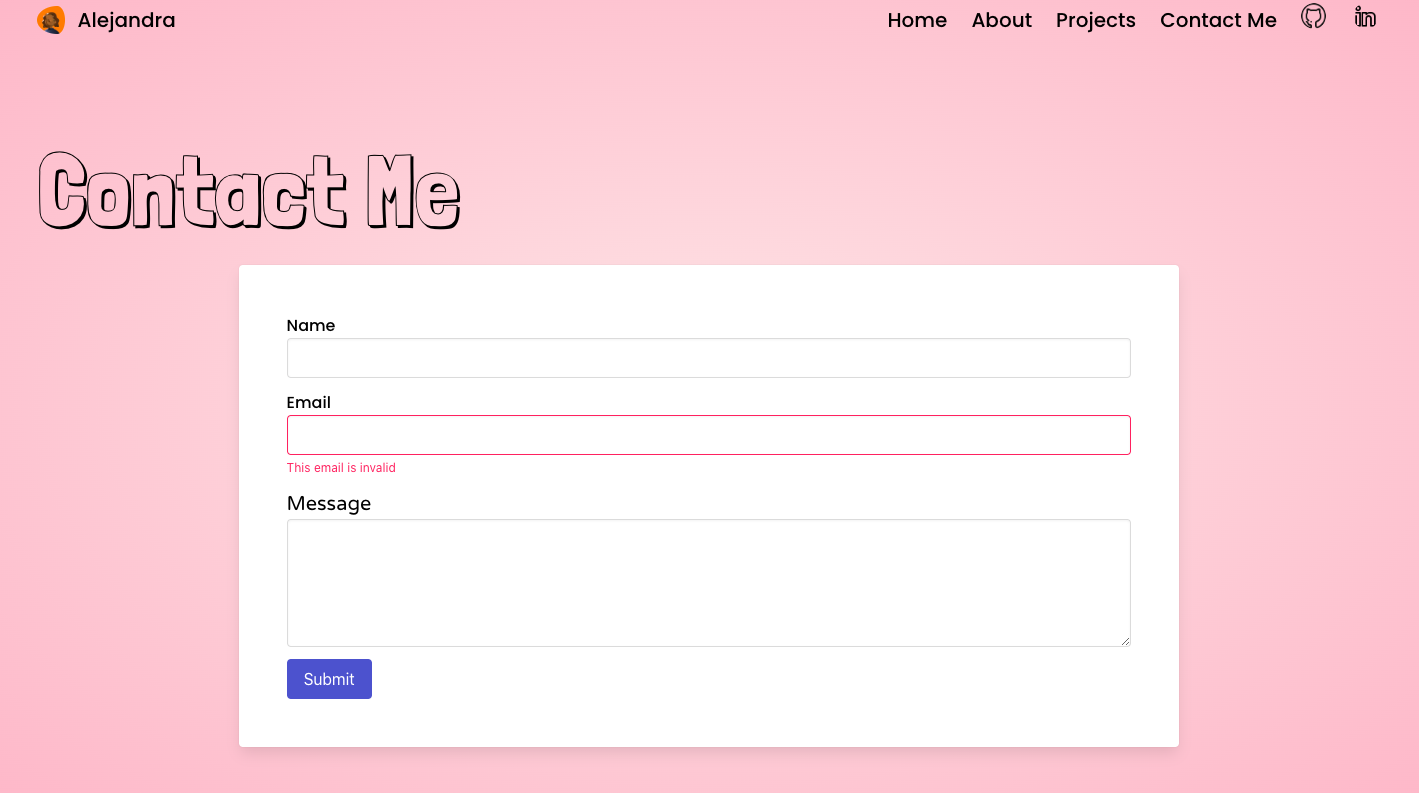 Alejandra
Home About Projects Contact Me
Contact Me
Name
Email
This email is invalid
Message
Submit